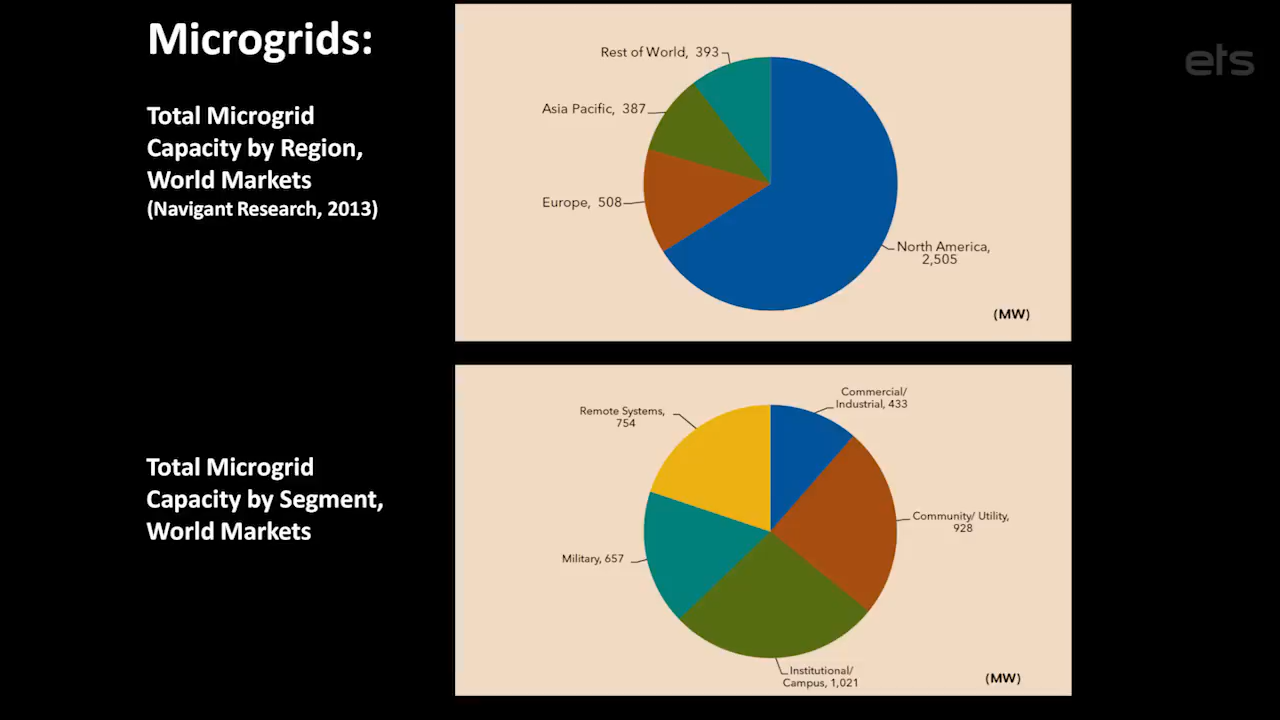 Microgrids:
Total Microgrid
Capacity by Region,
World Markets
(Navigant Research, 2013)
ets
Rest of World, 393
Asia Pacific, 387
Europe, 508
North America,
2,505
(MW)
Total Microgrid
Capacity by Segment,
World Markets
Commercial/
Industrial, 433
Remote Systems,
754
Community/ Utility,
928
Military, 657
Institutional/
Campus, 1,021
(MW)